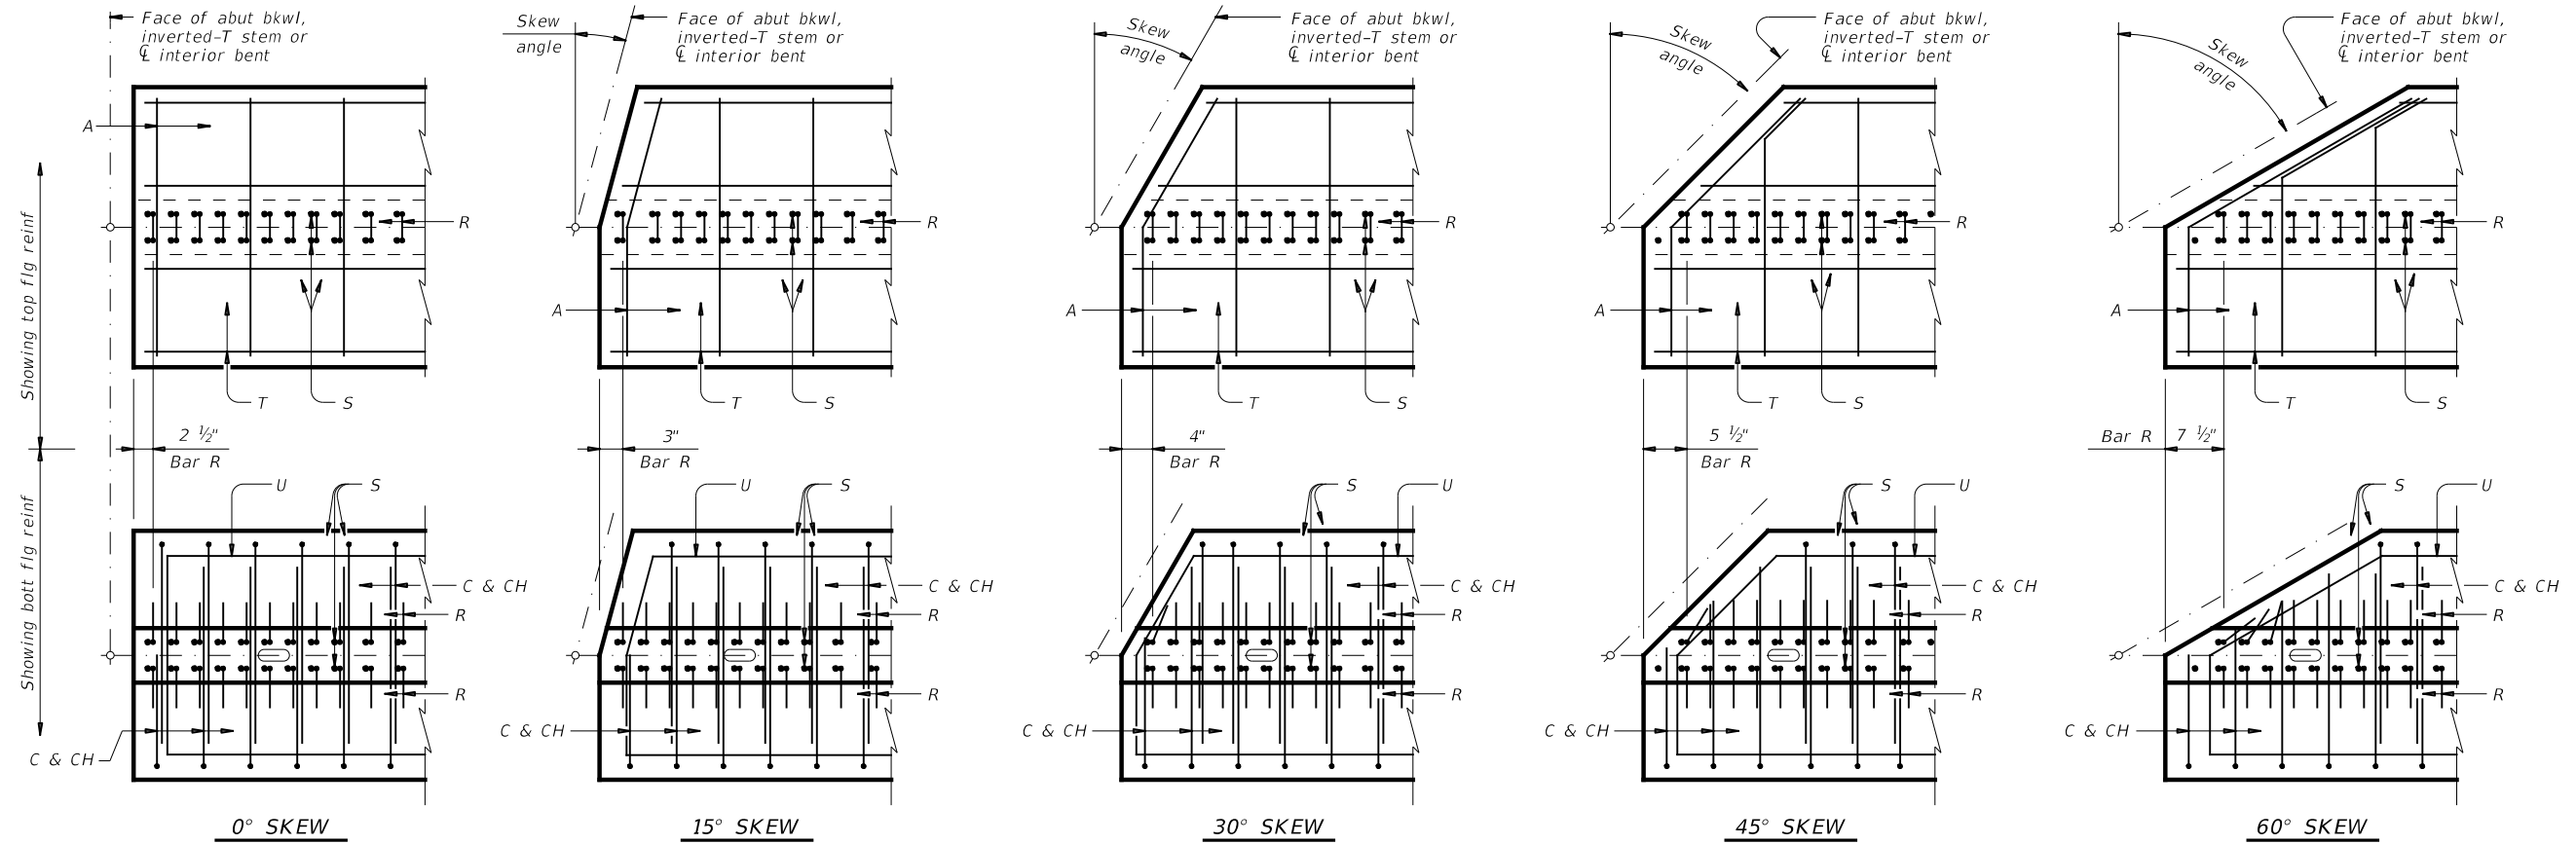 Face of abut bkwl,
inverted-T stem or
℄ interior bent
A
R
T
S
2 ½"
Bar R
U
S
C & CH
R
R
C & CH
0° SKEW
Showing top flg reinf
Showing bott flg reinf
Skew
angle
Face of abut bkwl,
inverted-T stem or
℄ interior bent
R
A
T
S
3"
Bar R
U
S
C & CH
R
R
C & CH
15° SKEW
Skew
angle
Face of abut bkwl,
inverted-T stem or
℄ interior bent
R
A
T
S
4"
Bar R
S
U
C & CH
R
R
C & CH
30° SKEW
Skew
angle
Face of abut bkwl,
inverted-T stem or
℄ interior bent
R
A
T
S
5 ½"
Bar R
S
U
C & CH
R
R
C & CH
45° SKEW
Skew
angle
Face of abut bkwl,
inverted-T stem or
℄ interior bent
R
A
T
S
Bar R 7 ½"
S
U
C & CH
R
R
C & CH
60° SKEW